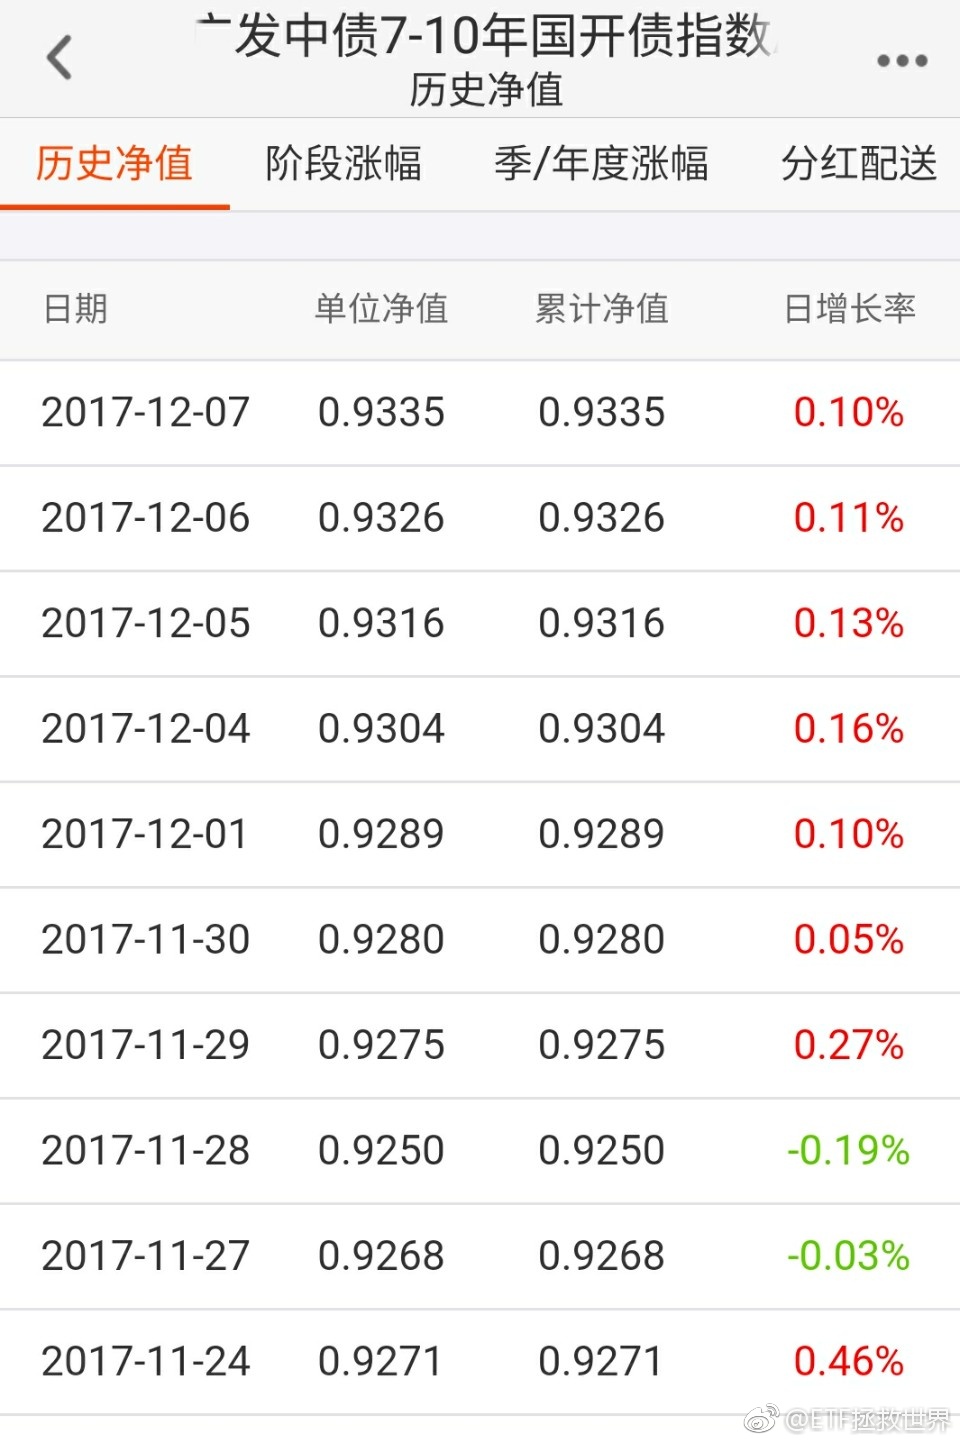 发中债7-10年国开债指数
历史净值
历史净值 阶段涨幅 季/年度涨幅 分红配送
日期 单位净值 累计净值 日增长率
2017-12-07 0.9335 0.9335 0.10%
2017-12-06 0.9326 0.9326 0.11%
2017-12-05 0.9316 0.9316 0.13%
2017-12-04 0.9304 0.9304 0.16%
2017-12-01 0.9289 0.9289 0.10%
2017-11-30 0.9280 0.9280 0.05%
2017-11-29 0.9275 0.9275 0.27%
2017-11-28 0.9250 0.9250 -0.19%
2017-11-27 0.9268 0.9268 -0.03%
2017-11-24 0.9271 0.9271 0.46%
@ETF拯救世界